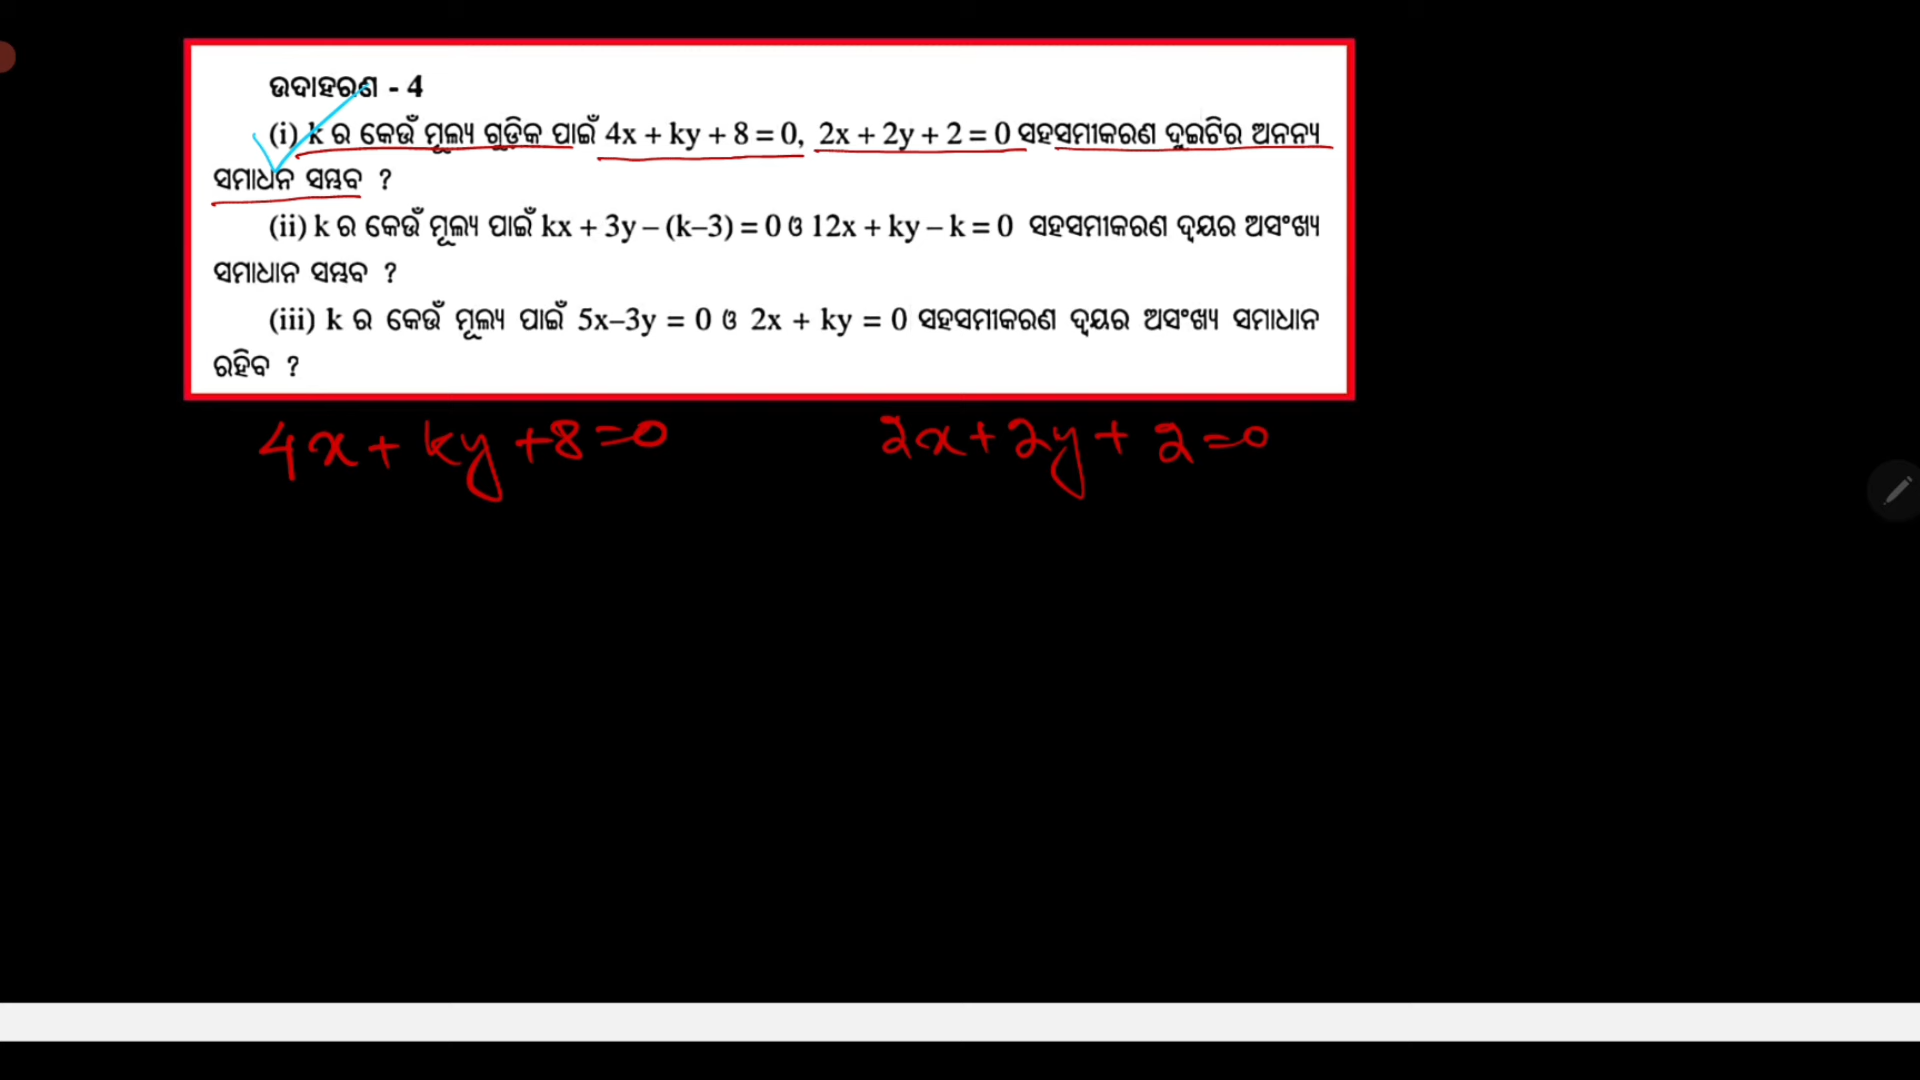 ଉଦାହରଣ - 4
(i) k ର କେଉଁ ମୂଲ୍ୟ ଗୁଡ଼ିକ ପାଇଁ 4x + ky + 8 = 0, 2x + 2y + 2 = 0 ସହସମୀକରଣ ଦୁଇଟିର ଅନନ୍ୟ
ସମାଧନ ସମ୍ଭବ ?
(ii) k ର କେଉଁ ମୂଲ୍ୟ ପାଇଁ kx + 3y – (k–3) = 0 ଓ 12x + ky – k = 0 ସହସମୀକରଣ ଦ୍ୱୟର ଅସଂଖ୍ୟ
ସମାଧାନ ସମ୍ଭବ ?
(iii) k ର କେଉଁ ମୂଲ୍ୟ ପାଇଁ 5x–3y = 0 ଓ 2x + ky = 0 ସହସମୀକରଣ ଦ୍ୱୟର ଅସଂଖ୍ୟ ସମାଧାନ
ରହିବ ?
4x + ky + 8 = 0 2x + 2y + 2 = 0